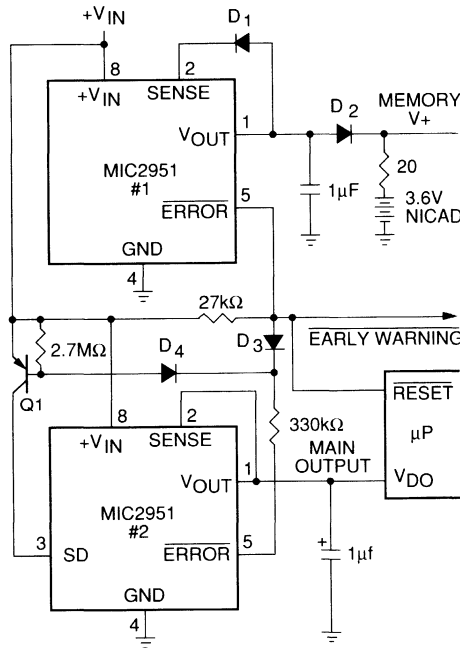 +VIN
D1
8
2
+VIN
SENSE
D2
MEMORY
V+
VOUT
1
MIC2951
#1
20
5
1µF
3.6V
NICAD
ERROR
GND
4
27kΩ
EARLY WARNING
2.7MΩ
D4
D3
RESET
Q1
8
2
330kΩ
µP
+VIN
SENSE
MAIN
OUTPUT
VOUT
1
VDO
MIC2951
#2
3
SD
ERROR
5
+
1µf
GND
4